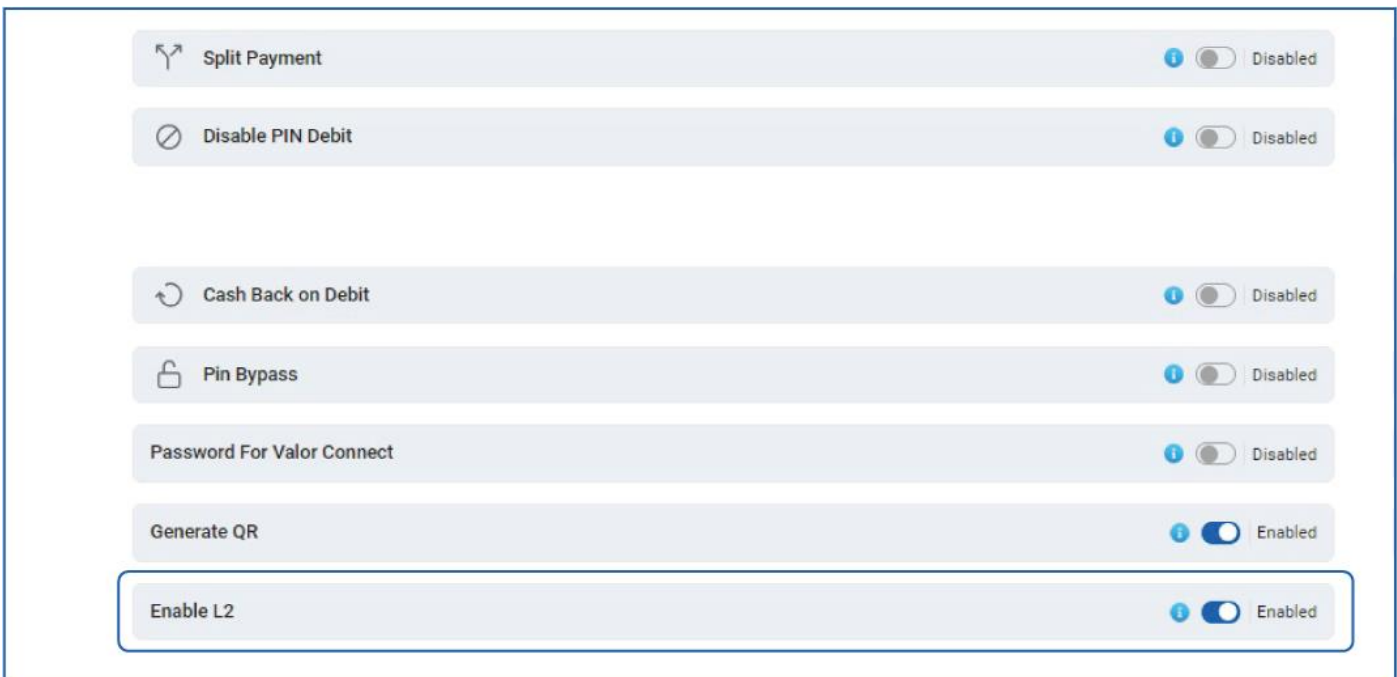 Split Payment Disabled
Disable PIN Debit Disabled
Cash Back on Debit Disabled
Pin Bypass Disabled
Password For Valor Connect Disabled
Generate QR Enabled
Enable L2 Enabled